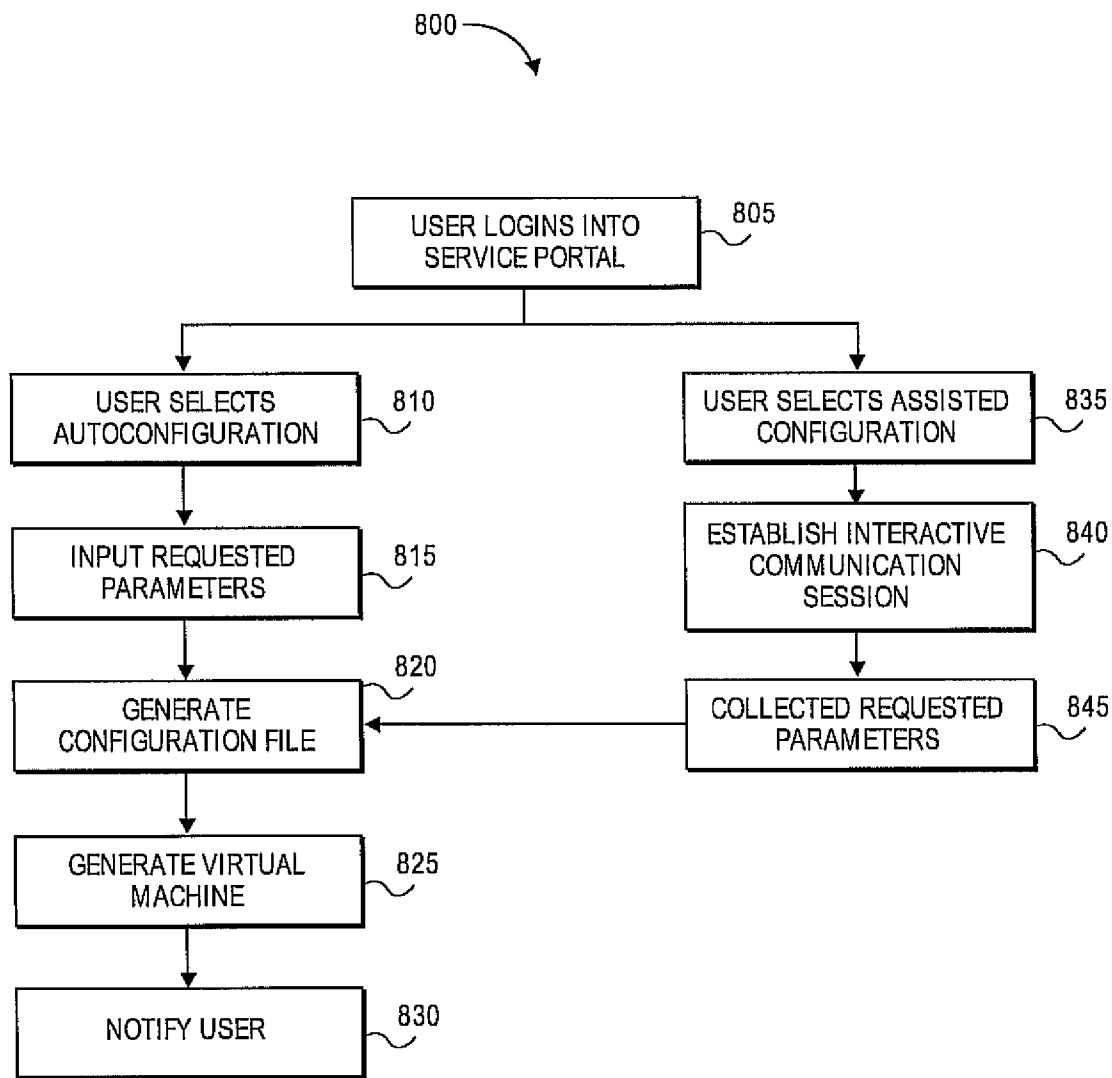 800
USER LOGINS INTO
SERVICE PORTAL
805
USER SELECTS
AUTOCONFIGURATION
810
INPUT REQUESTED
PARAMETERS
815
GENERATE
CONFIGURATION FILE
820
GENERATE VIRTUAL
MACHINE
825
NOTIFY USER
830
USER SELECTS ASSISTED
CONFIGURATION
835
ESTABLISH INTERACTIVE
COMMUNICATION
SESSION
840
COLLECTED REQUESTED
PARAMETERS
845